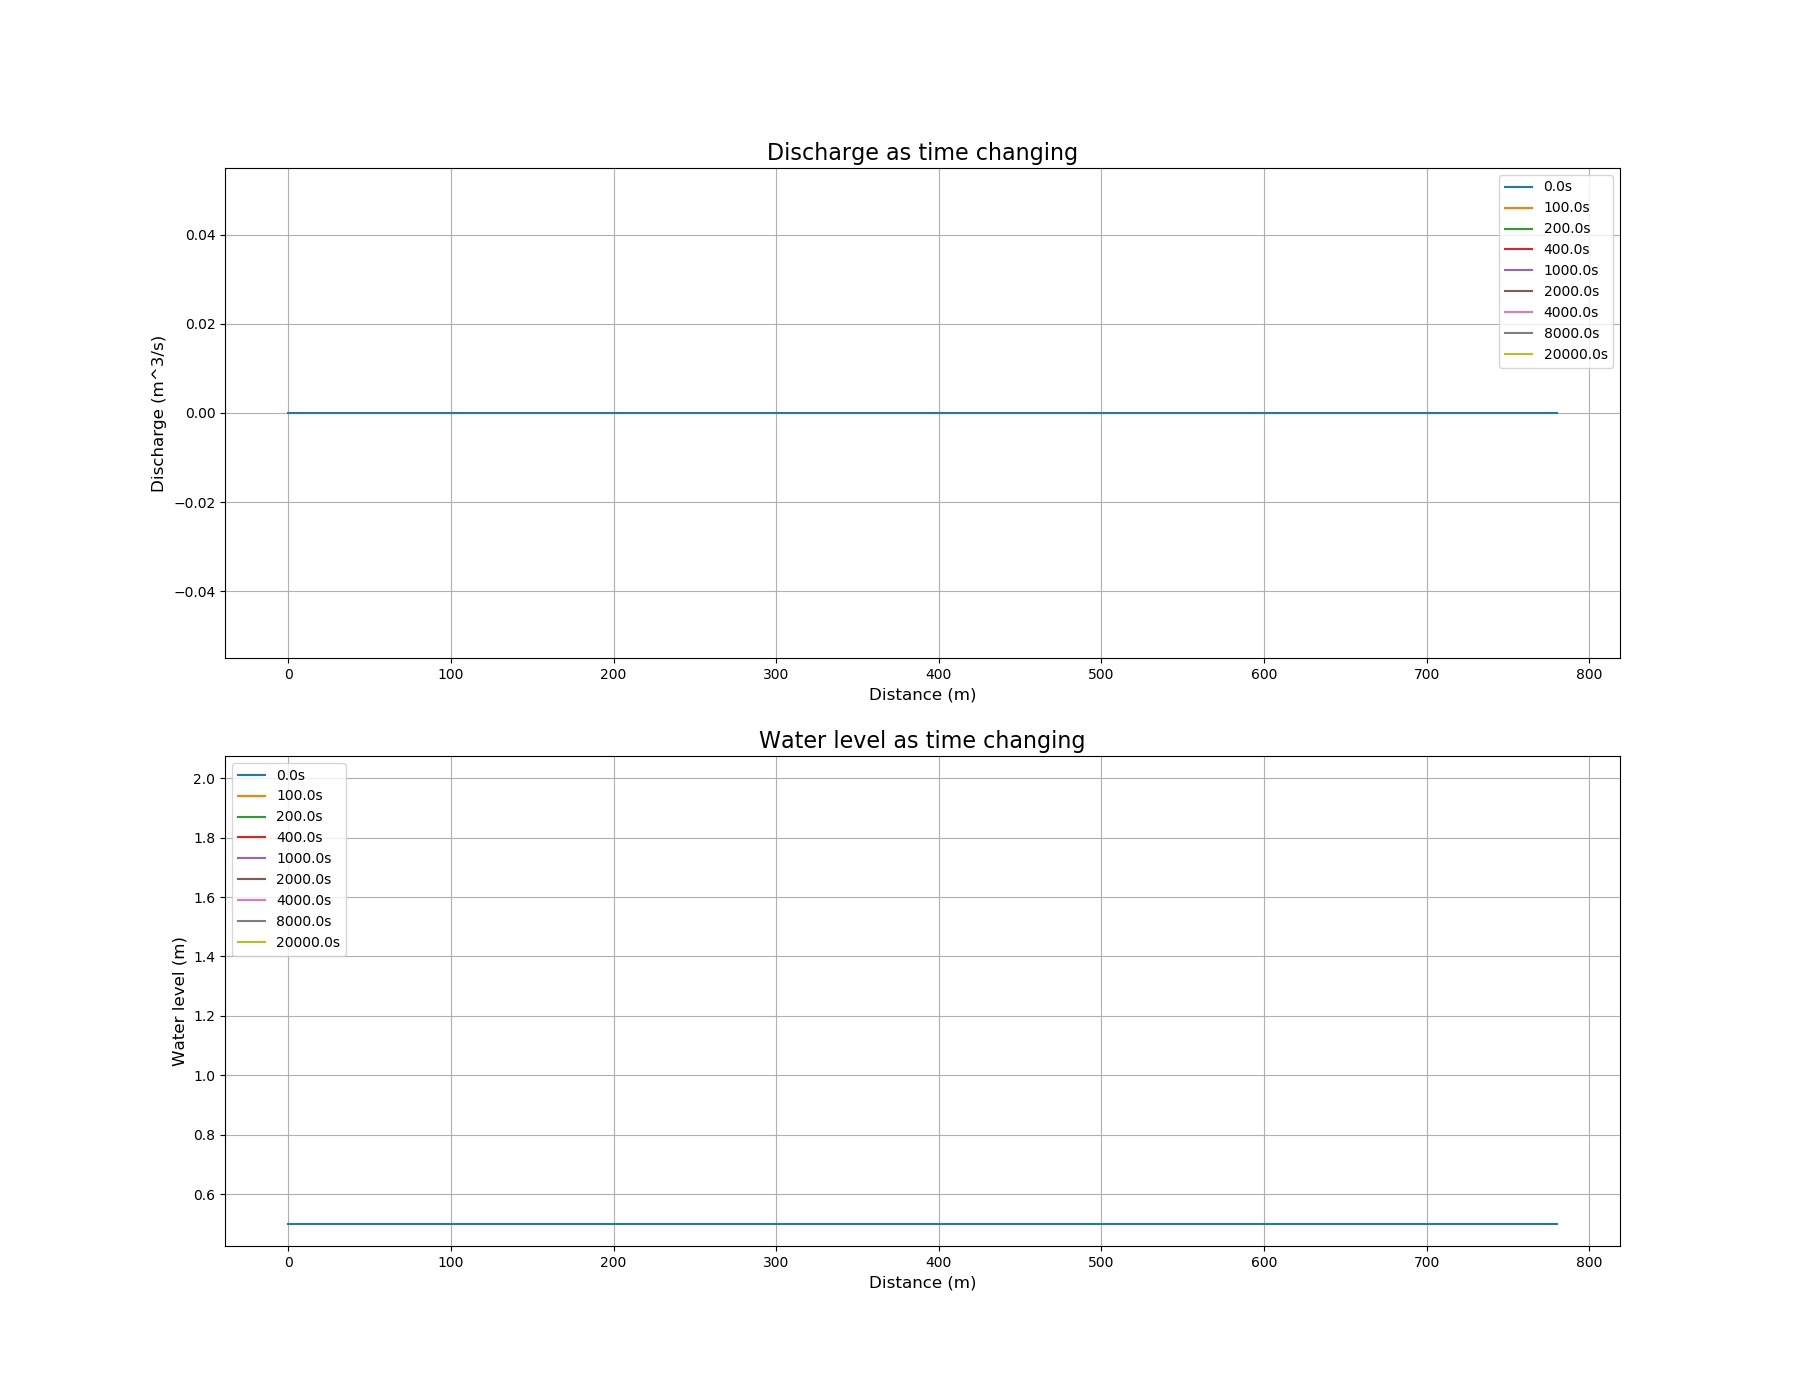 Discharge as time changing
0.0s
100.0s
200.0s
400.0s
1000.0s
2000.0s
4000.0s
8000.0s
20000.0s
0.04
0.02
0.00
−0.02
−0.04
Discharge (m^3/s)
0 100 200 300 400 500 600 700 800
Distance (m)
Water level as time changing
0.0s
100.0s
200.0s
400.0s
1000.0s
2000.0s
4000.0s
8000.0s
20000.0s
2.0
1.8
1.6
1.4
1.2
1.0
0.8
0.6
Water level (m)
0 100 200 300 400 500 600 700 800
Distance (m)